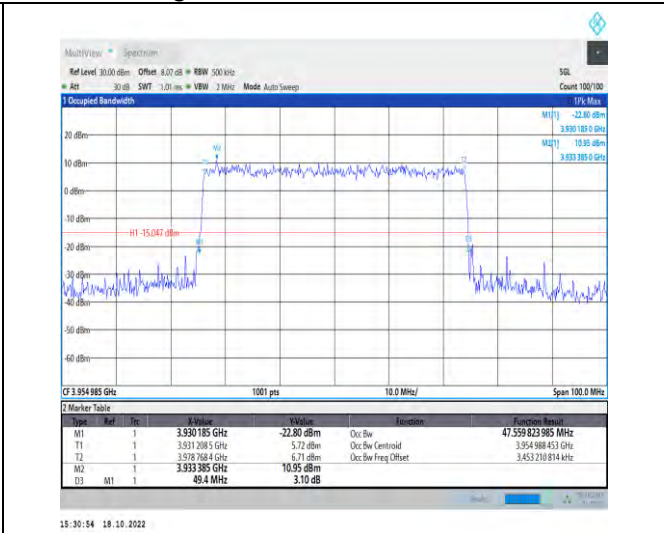 MultiView Spectrum
Ref Level 30.00 dBm Offset 8.07 dB RBW 500 kHz SGL
Att 30 dB SWT 1.01 ms VBW 2 MHz Mode Auto Sweep Count 100/100
1 Occupied Bandwidth 1Pk Max
M1[1] -22.80 dBm
3.930 185 0 GHz
M2[1] 10.95 dBm
3.933 385 0 GHz
20 dBm
M2
T1 T2
10 dBm
0 dBm
-10 dBm
H1 -15.047 dBm
M1 D3
-20 dBm
-30 dBm
-40 dBm
-50 dBm
-60 dBm
CF 3.954 985 GHz 1001 pts 10.0 MHz/ Span 100.0 MHz
2 Marker Table
Type Ref Trc X-Value Y-Value Function Function Result
M1 1 3.930 185 GHz -22.80 dBm Occ Bw 47.559 823 985 MHz
T1 1 3.931 208 5 GHz 5.72 dBm Occ Bw Centroid 3.954 988 453 GHz
T2 1 3.978 768 4 GHz 6.71 dBm Occ Bw Freq Offset 3.453 210 814 kHz
M2 1 3.933 385 GHz 10.95 dBm
D3 M1 1 49.4 MHz 3.10 dB
15:30:54 18.10.2022